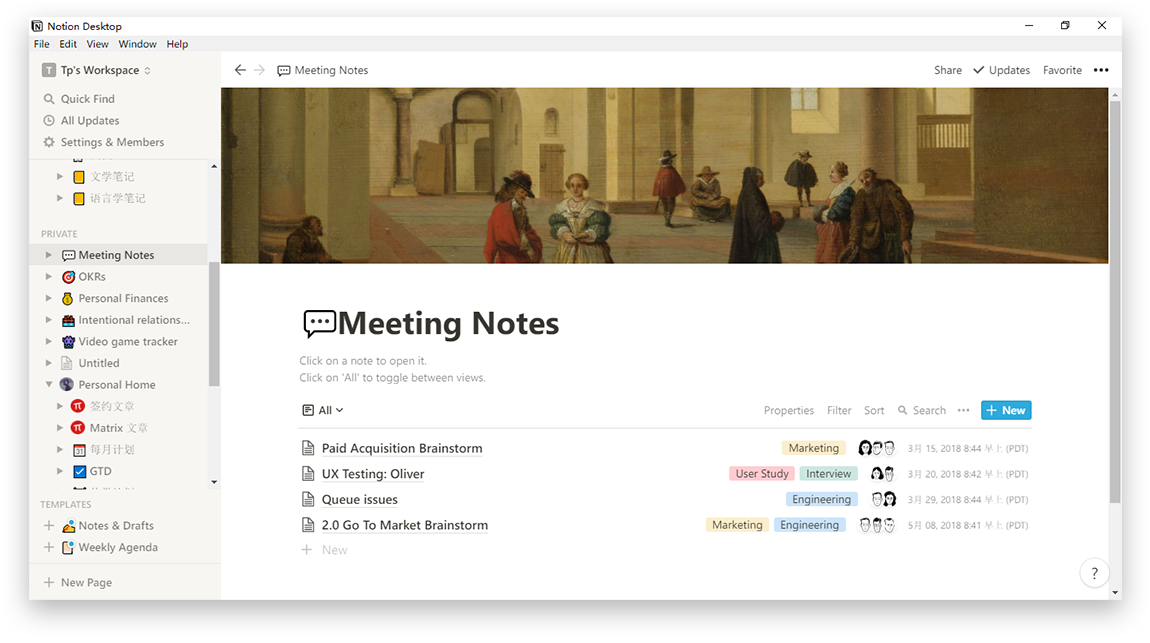 Notion Desktop
File Edit View Window Help
T Tp's Workspace
Quick Find
All Updates
Settings & Members
文学笔记
语言学笔记
PRIVATE
Meeting Notes
OKRs
Personal Finances
Intentional relations...
Video game tracker
Untitled
Personal Home
签约文章
Matrix 文章
每月计划
GTD
TEMPLATES
Notes & Drafts
Weekly Agenda
New Page
Meeting Notes
Share Updates Favorite
Meeting Notes
Click on a note to open it.
Click on 'All' to toggle between views.
All Properties Filter Sort Search New
Paid Acquisition Brainstorm Marketing 3月 15, 2018 8:44 早上 (PDT)
UX Testing: Oliver User Study Interview 3月 20, 2018 8:42 早上 (PDT)
Queue issues Engineering 3月 29, 2018 8:44 早上 (PDT)
2.0 Go To Market Brainstorm Marketing Engineering 5月 08, 2018 8:41 早上 (PDT)
New
?